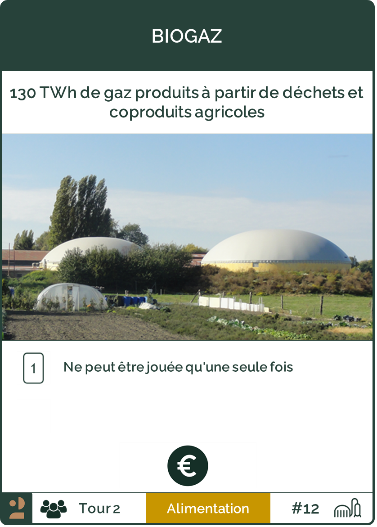 BIOGAZ
130 TWh de gaz produits à partir de déchets et
coproduits agricoles
1 Ne peut être jouée qu'une seule fois
€
Tour 2 Alimentation #12